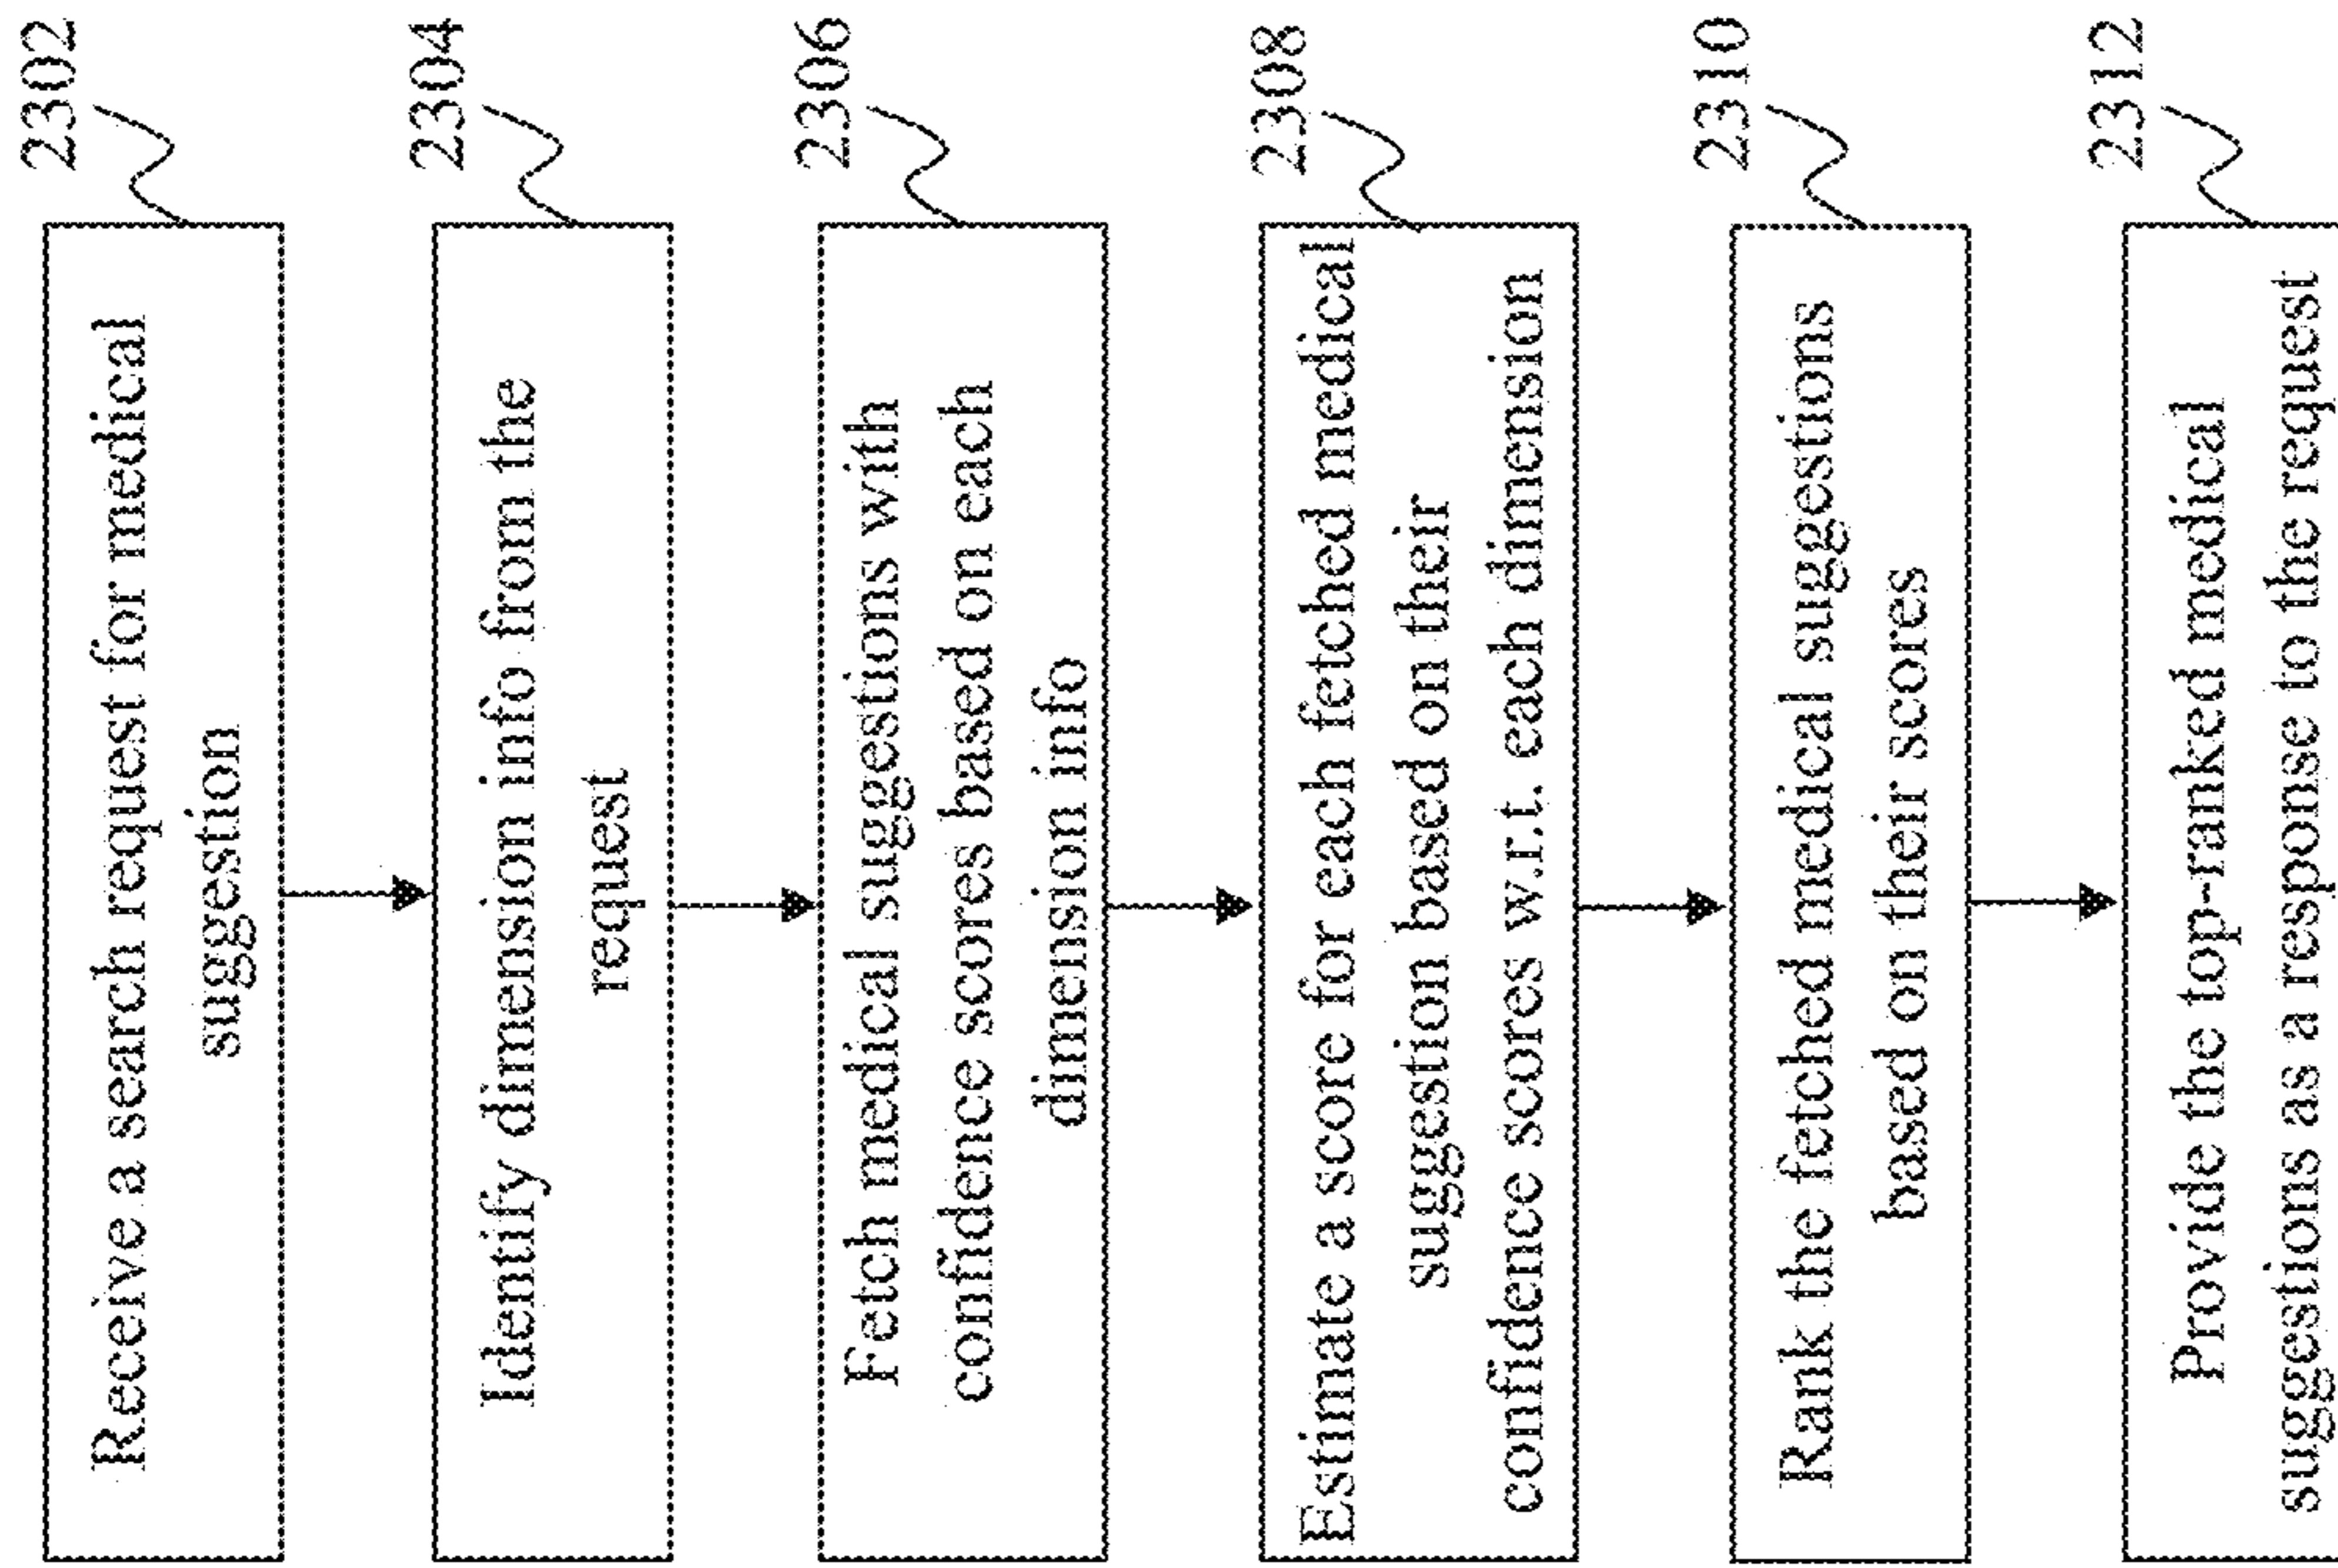 Receive a search request for medical
suggestion
2302
Identify dimension info from the
request
2304
Fetch medical suggestions with
confidence scores based on each
dimension info
2306
Estimate a score for each fetched medical
suggestion based on their
confidence scores w.r.t. each dimension
2308
Rank the fetched medical suggestions
based on their scores
2310
Provide the top-ranked medical
suggestions as a response to the request
2312